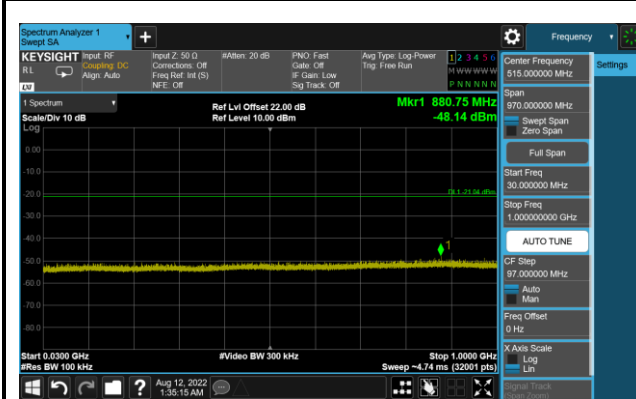 Spectrum Analyzer 1
Swept SA
Frequency
KEYSIGHT
RL
Input: RF
Coupling: DC
Align: Auto
Input Z: 50 Ω
Corrections: Off
Freq Ref: Int (S)
NFE: Off
#Atten: 20 dB
PNO: Fast
Gate: Off
IF Gain: Low
Sig Track: Off
Avg Type: Log-Power
Trig: Free Run
1 2 3 4 5 6
M W W W W W
P N N N N N
1 Spectrum
Scale/Div 10 dB
Log
Ref Lvl Offset 22.00 dB
Ref Level 10.00 dBm
Mkr1 880.75 MHz
-48.14 dBm
0.00
-10.0
-20.0
-30.0
-40.0
-50.0
-60.0
-70.0
-80.0
DL1 -21.04 dBm
1
Start 0.0300 GHz
#Res BW 100 kHz
#Video BW 300 kHz
Stop 1.0000 GHz
Sweep ~4.74 ms (32001 pts)
Aug 12, 2022
1:35:15 AM
Center Frequency
515.000000 MHz
Settings
Span
970.000000 MHz
Swept Span
Zero Span
Full Span
Start Freq
30.000000 MHz
Stop Freq
1.000000000 GHz
AUTO TUNE
CF Step
97.000000 MHz
Auto
Man
Freq Offset
0 Hz
X Axis Scale
Log
Lin
Signal Track
(Span Zoom)